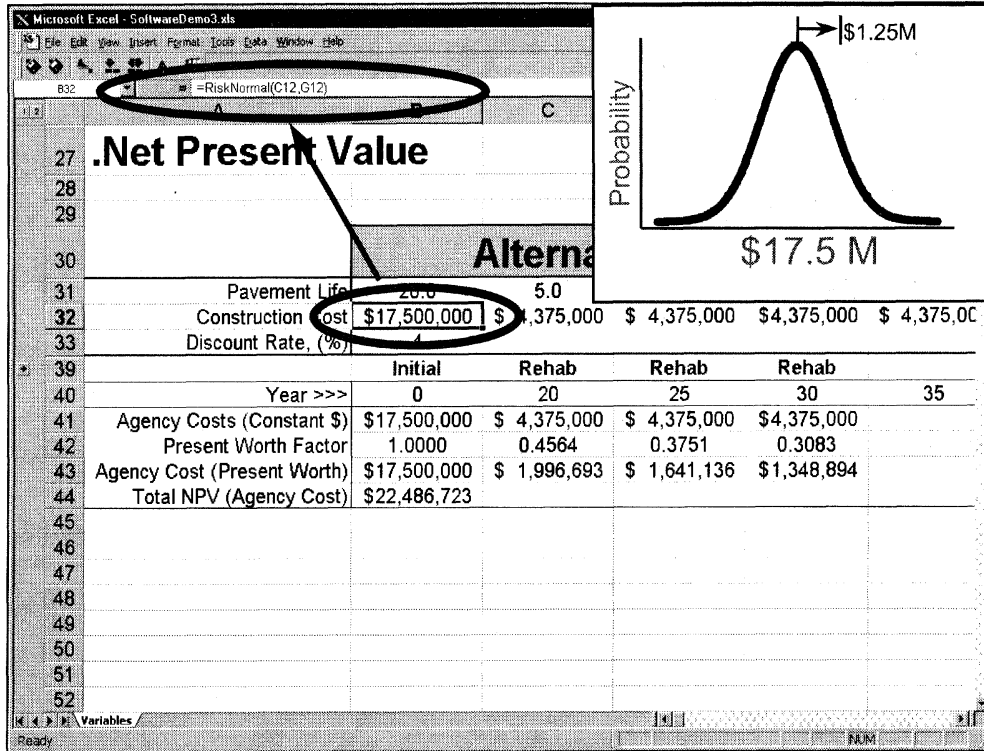 Microsoft Excel - SoftwareDemo3.xls
File Edit View Insert Format Tools Data Window Help
B32 = =RiskNormal(C12,G12)
1 2
A B C
27 .Net Present Value
28
29
30 Alterna
31 Pavement Life 20.0 5.0
32 Construction Cost $17,500,000 $ 4,375,000 $ 4,375,000 $4,375,000 $ 4,375,00
33 Discount Rate, (%) 4
39 Initial Rehab Rehab Rehab
40 Year >>> 0 20 25 30 35
41 Agency Costs (Constant $) $17,500,000 $ 4,375,000 $ 4,375,000 $4,375,000
42 Present Worth Factor 1.0000 0.4564 0.3751 0.3083
43 Agency Cost (Present Worth) $17,500,000 $ 1,996,693 $ 1,641,136 $1,348,894
44 Total NPV (Agency Cost) $22,486,723
45
46
47
48
49
50
51
52
Variables
Ready NUM
$1.25M
Probability
$17.5 M